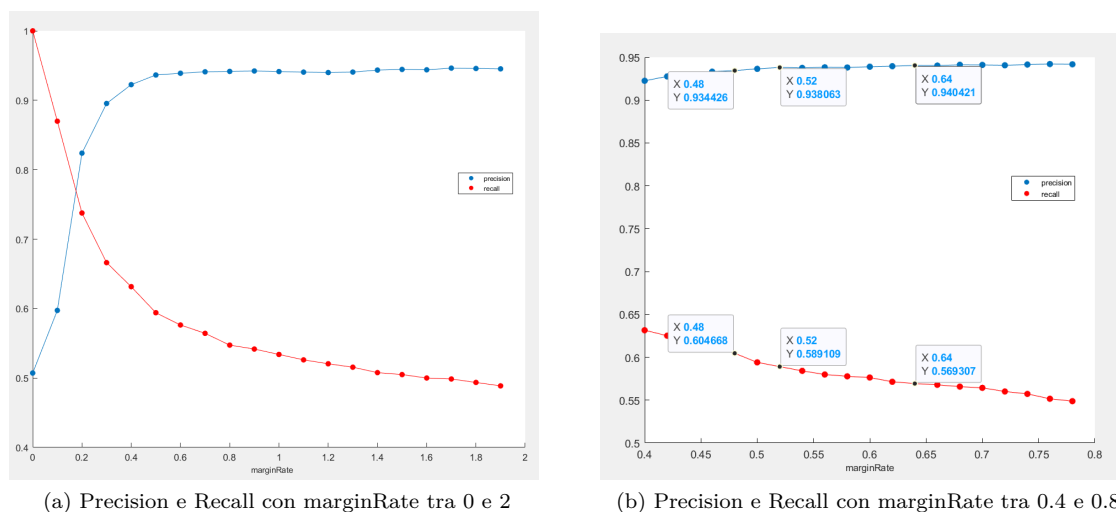 1
0.9
0.8
0.7
0.6
0.5
0.4
0
0.2
0.4
0.6
0.8
1
1.2
1.4
1.6
1.8
2
marginRate
precision
recall
(a) Precision e Recall con marginRate tra 0 e 2
0.95
0.9
0.85
0.8
0.75
0.7
0.65
0.6
0.55
0.5
0.4
0.45
0.5
0.55
0.6
0.65
0.7
0.75
0.8
marginRate
precision
recall
X 0.48
Y 0.934426
X 0.52
Y 0.938063
X 0.64
Y 0.940421
X 0.48
Y 0.604668
X 0.52
Y 0.589109
X 0.64
Y 0.569307
(b) Precision e Recall con marginRate tra 0.4 e 0.8